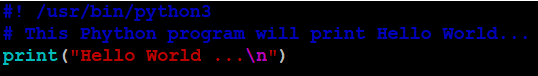 #! /usr/bin/python3
# This Phython program will print Hello World...
print("Hello World ...\n")